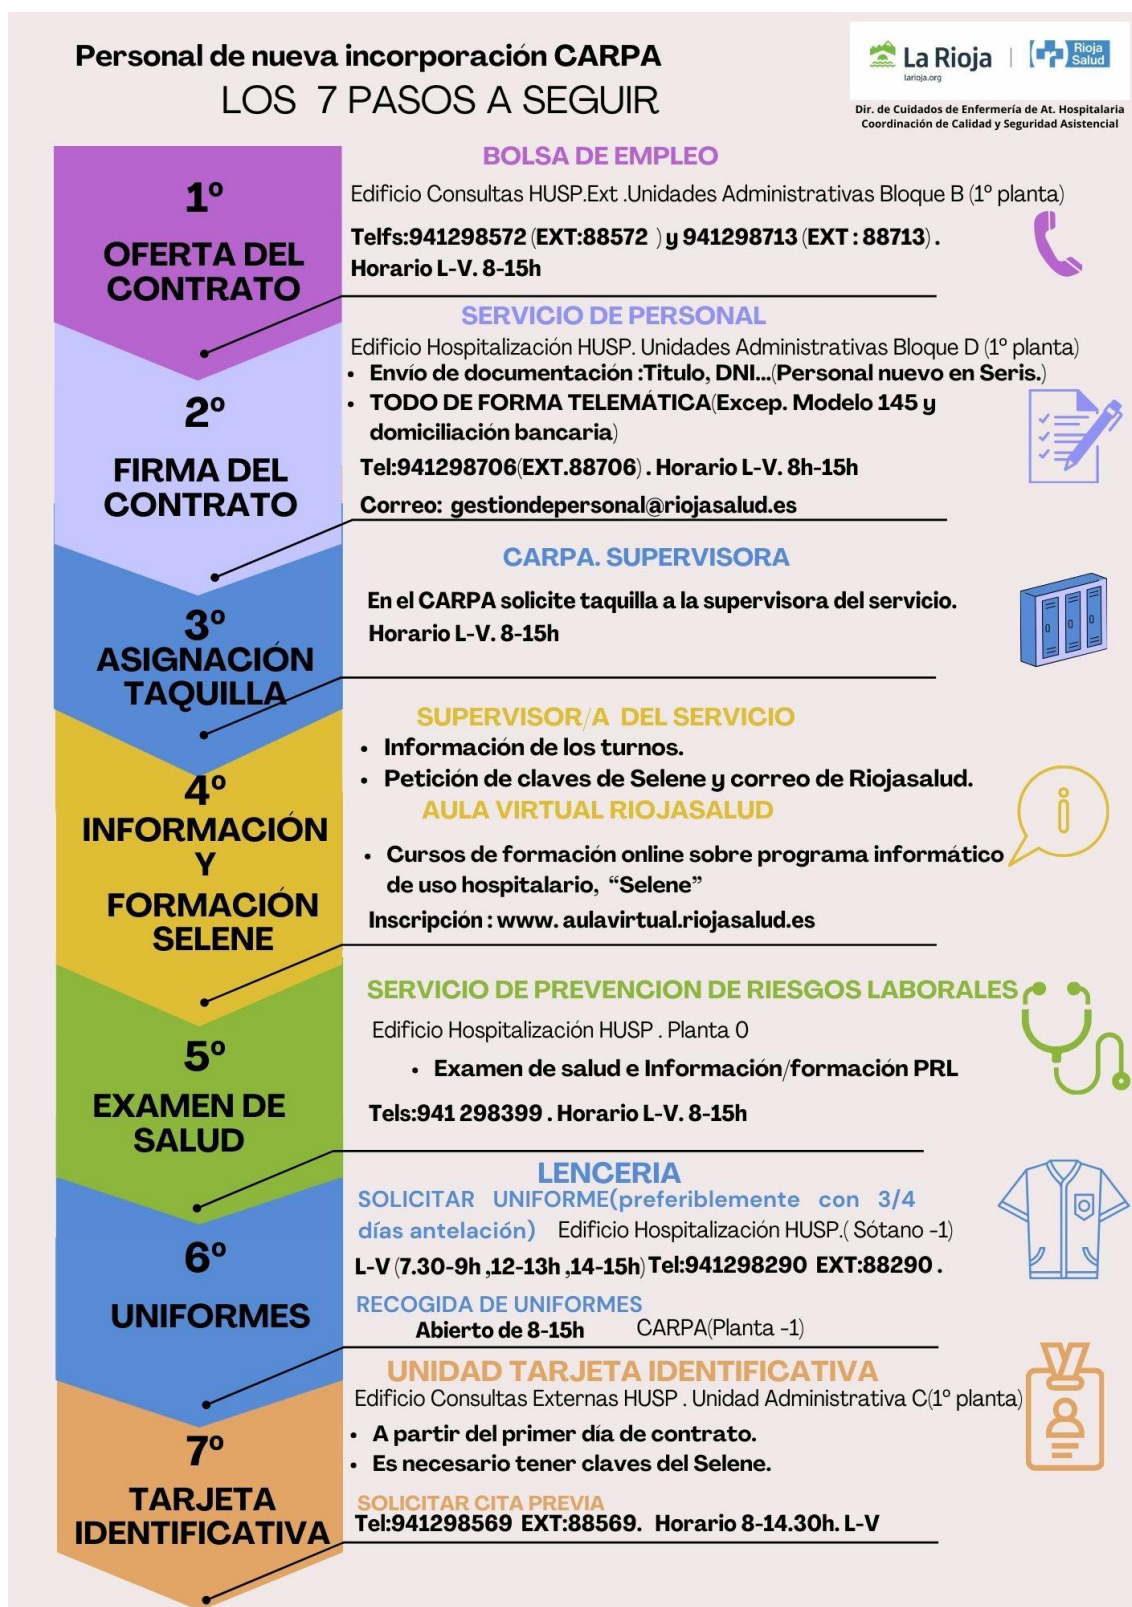 Personal de nueva incorporación CARPA
LOS 7 PASOS A SEGUIR
La Rioja
larioja.org
Rioja
Salud
Dir. de Cuidados de Enfermería de At. Hospitalaria
Coordinación de Calidad y Seguridad Asistencial
1º
OFERTA DEL
CONTRATO
BOLSA DE EMPLEO
Edificio Consultas HUSP.Ext .Unidades Administrativas Bloque B (1º planta)
Telfs:941298572 (EXT:88572 ) y 941298713 (EXT : 88713) .
Horario L-V. 8-15h
2º
FIRMA DEL
CONTRATO
SERVICIO DE PERSONAL
Edificio Hospitalización HUSP. Unidades Administrativas Bloque D (1º planta)
• Envío de documentación :Titulo, DNI...(Personal nuevo en Seris.)
• TODO DE FORMA TELEMÁTICA(Excep. Modelo 145 y
domiciliación bancaria)
Tel:941298706(EXT.88706) . Horario L-V. 8h-15h
Correo: gestiondepersonal@riojasalud.es
3º
ASIGNACIÓN
TAQUILLA
CARPA. SUPERVISORA
En el CARPA solicite taquilla a la supervisora del servicio.
Horario L-V. 8-15h
4º
INFORMACIÓN
Y
FORMACIÓN
SELENE
SUPERVISOR/A DEL SERVICIO
• Información de los turnos.
• Petición de claves de Selene y correo de Riojasalud.
AULA VIRTUAL RIOJASALUD
• Cursos de formación online sobre programa informático
de uso hospitalario, “Selene”
Inscripción : www. aulavirtual.riojasalud.es
5º
EXAMEN DE
SALUD
SERVICIO DE PREVENCION DE RIESGOS LABORALES
Edificio Hospitalización HUSP . Planta 0
• Examen de salud e Información/formación PRL
Tels:941 298399 . Horario L-V. 8-15h
6º
UNIFORMES
LENCERIA
SOLICITAR UNIFORME(preferiblemente con 3/4
días antelación) Edificio Hospitalización HUSP.( Sótano -1)
L-V (7.30-9h ,12-13h ,14-15h) Tel:941298290 EXT:88290 .
RECOGIDA DE UNIFORMES
Abierto de 8-15h CARPA(Planta -1)
7º
TARJETA
IDENTIFICATIVA
UNIDAD TARJETA IDENTIFICATIVA
Edificio Consultas Externas HUSP . Unidad Administrativa C(1º planta)
• A partir del primer día de contrato.
• Es necesario tener claves del Selene.
SOLICITAR CITA PREVIA
Tel:941298569 EXT:88569. Horario 8-14.30h. L-V